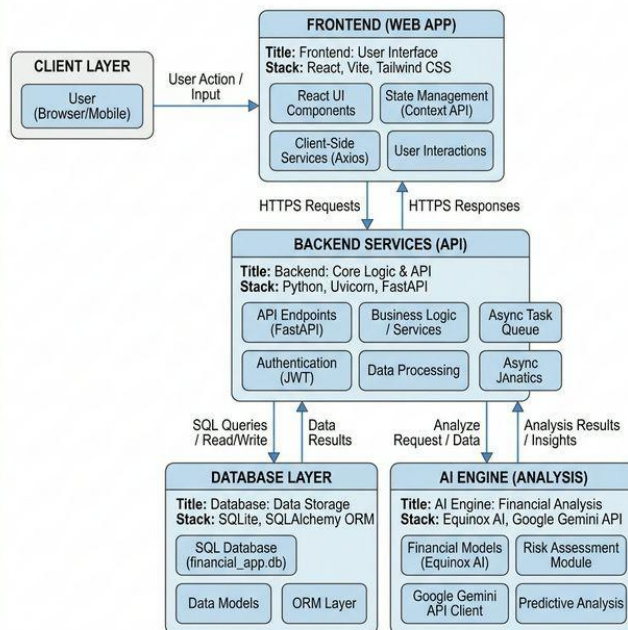 FRONTEND (WEB APP)
Title: Frontend: User Interface
Stack: React, Vite, Tailwind CSS
CLIENT LAYER
User
(Browser/Mobile)
User Action /
Input
React UI
Components
State Management
(Context API)
Client-Side
Services (Axios)
User Interactions
HTTPS Requests
HTTPS Responses
BACKEND SERVICES (API)
Title: Backend: Core Logic & API
Stack: Python, Uvicorn, FastAPI
API Endpoints
(FastAPI)
Business Logic
/ Services
Async Task
Queue
Authentication
(JWT)
Data Processing
Async
JAnatics
SQL Queries
/ Read/Write
Data
Results
Analyze
Request / Data
Analysis Results
/ Insights
DATABASE LAYER
Title: Database: Data Storage
Stack: SQLite, SQLAlchemy ORM
SQL Database
(financial_app.db)
Data Models
ORM Layer
AI ENGINE (ANALYSIS)
Title: AI Engine: Financial Analysis
Stack: Equinox AI, Google Gemini API
Financial Models
(Equinox AI)
Risk Assessment
Module
Google Gemini
API Client
Predictive Analysis